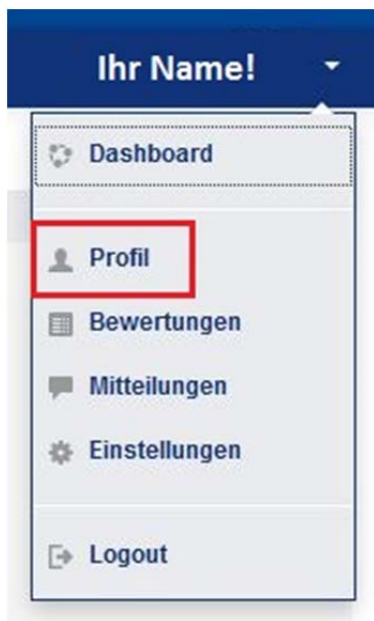 Ihr Name!
Dashboard
Profil
Bewertungen
Mitteilungen
Einstellungen
Logout